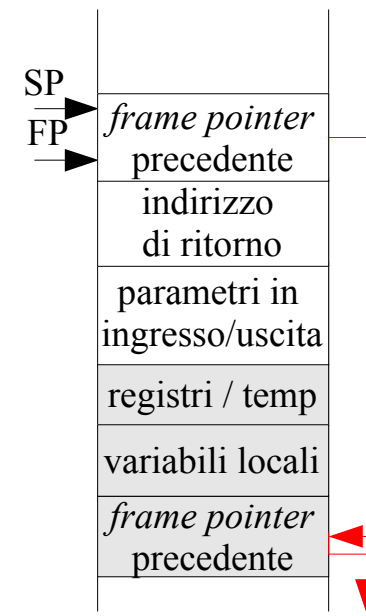 SP
FP
frame pointer
precedente
indirizzo
di ritorno
parametri in
ingresso/uscita
registri / temp
variabili locali
frame pointer
precedente